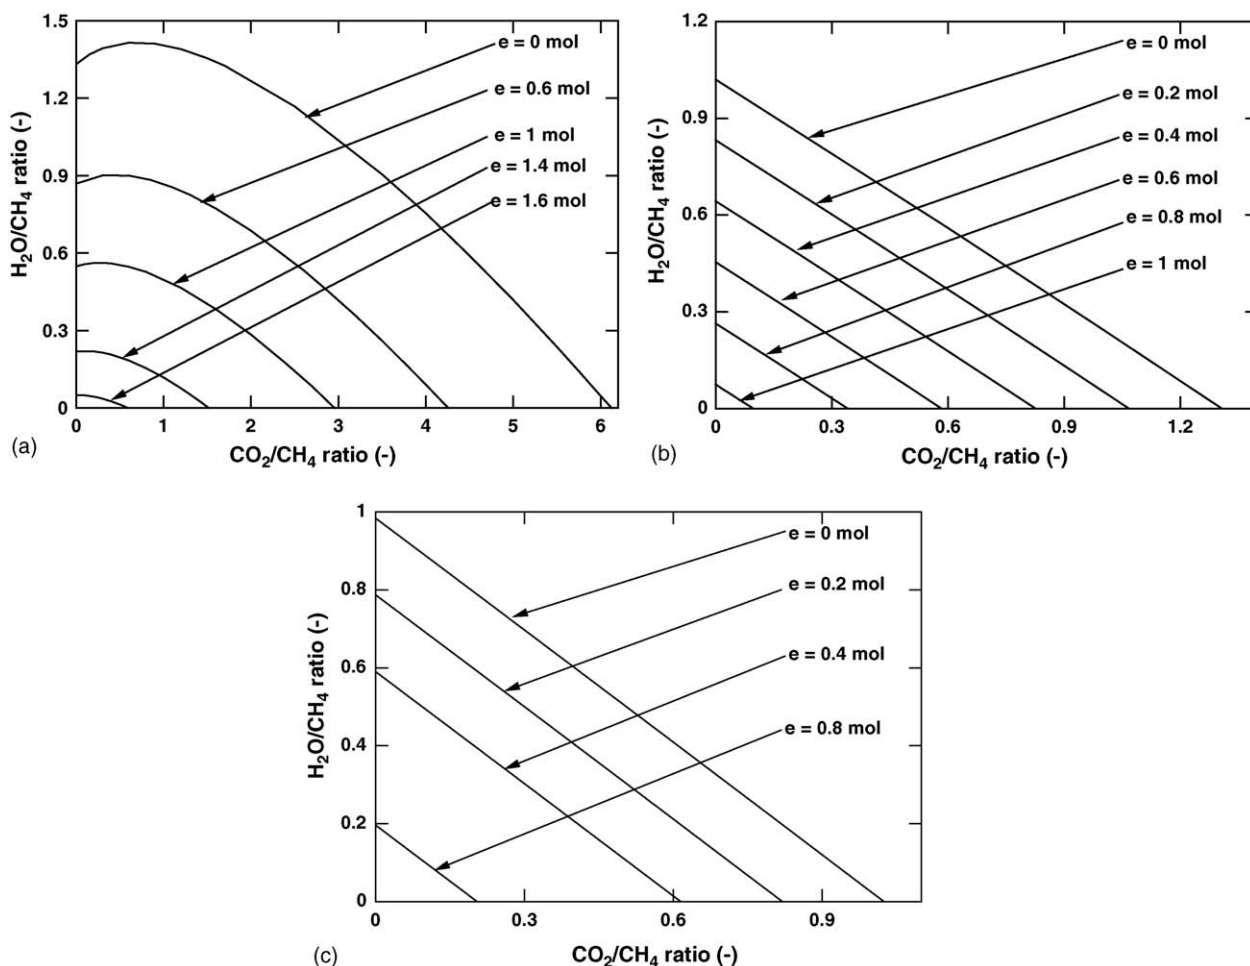 1.5
1.2
0.9
0.6
0.3
0
H₂O/CH₄ ratio (-)
e = 0 mol
e = 0.6 mol
e = 1 mol
e = 1.4 mol
e = 1.6 mol
0 1 2 3 4 5 6
(a)
CO₂/CH₄ ratio (-)
1.2
0.9
0.6
0.3
0
H₂O/CH₄ ratio (-)
e = 0 mol
e = 0.2 mol
e = 0.4 mol
e = 0.6 mol
e = 0.8 mol
e = 1 mol
0 0.3 0.6 0.9 1.2
(b)
CO₂/CH₄ ratio (-)
1
0.8
0.6
0.4
0.2
0
H₂O/CH₄ ratio (-)
e = 0 mol
e = 0.2 mol
e = 0.4 mol
e = 0.8 mol
0 0.3 0.6 0.9
(c)
CO₂/CH₄ ratio (-)